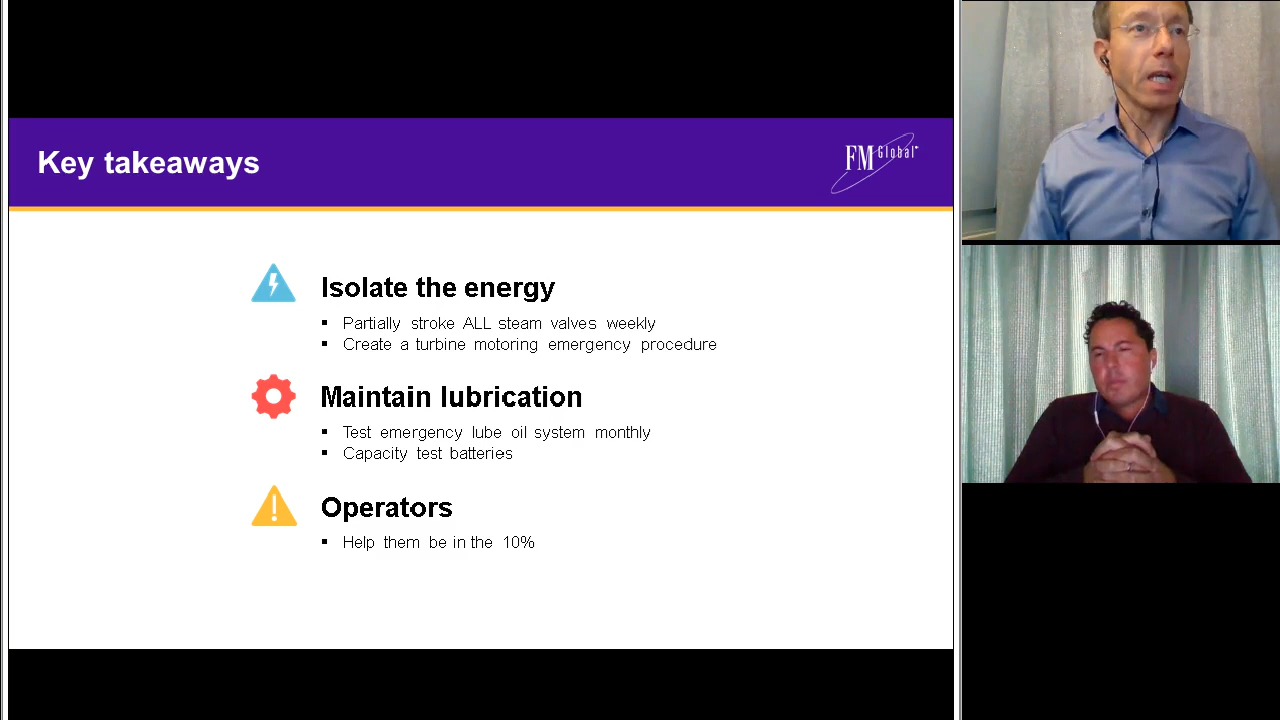 Key takeaways
FM Global™
Isolate the energy
▪ Partially stroke ALL steam valves weekly
▪ Create a turbine motoring emergency procedure
Maintain lubrication
▪ Test emergency lube oil system monthly
▪ Capacity test batteries
Operators
▪ Help them be in the 10%